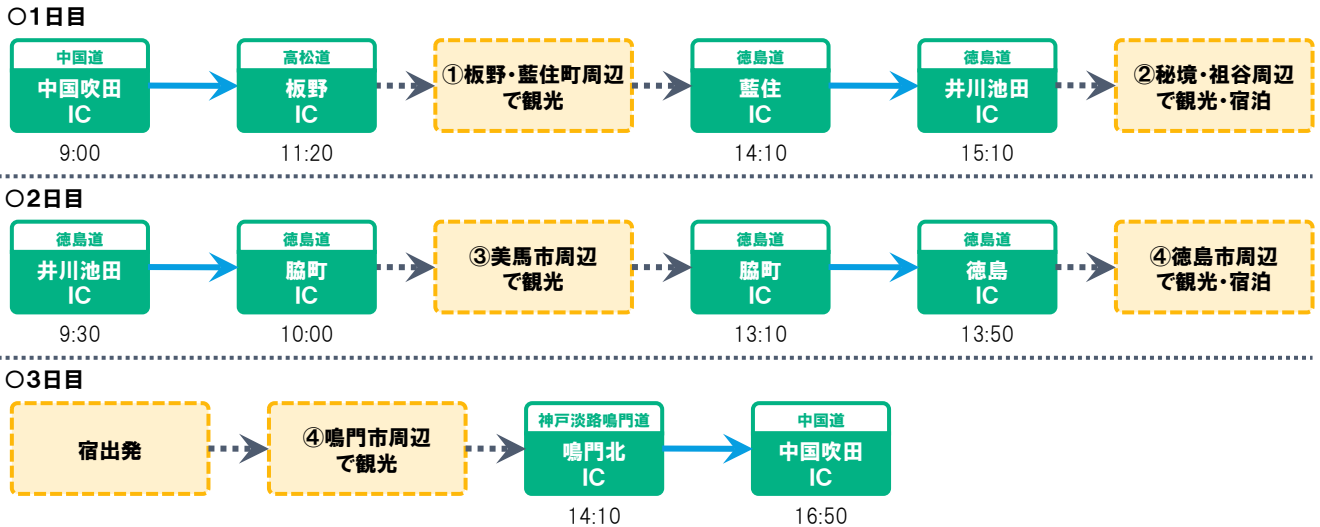 ○1日目
中国道
中国吹田
IC
9:00
高松道
板野
IC
11:20
①板野・藍住町周辺
で観光
徳島道
藍住
IC
14:10
徳島道
井川池田
IC
15:10
②秘境・祖谷周辺
で観光・宿泊
○2日目
徳島道
井川池田
IC
9:30
徳島道
脇町
IC
10:00
③美馬市周辺
で観光
徳島道
脇町
IC
13:10
徳島道
徳島
IC
13:50
④徳島市周辺
で観光・宿泊
○3日目
宿出発
④鳴門市周辺
で観光
神戸淡路鳴門道
鳴門北
IC
14:10
中国道
中国吹田
IC
16:50